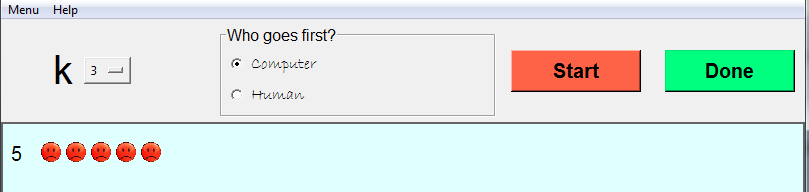 Menu Help
Who goes first?
k 3
Computer
Human
Start
Done
5